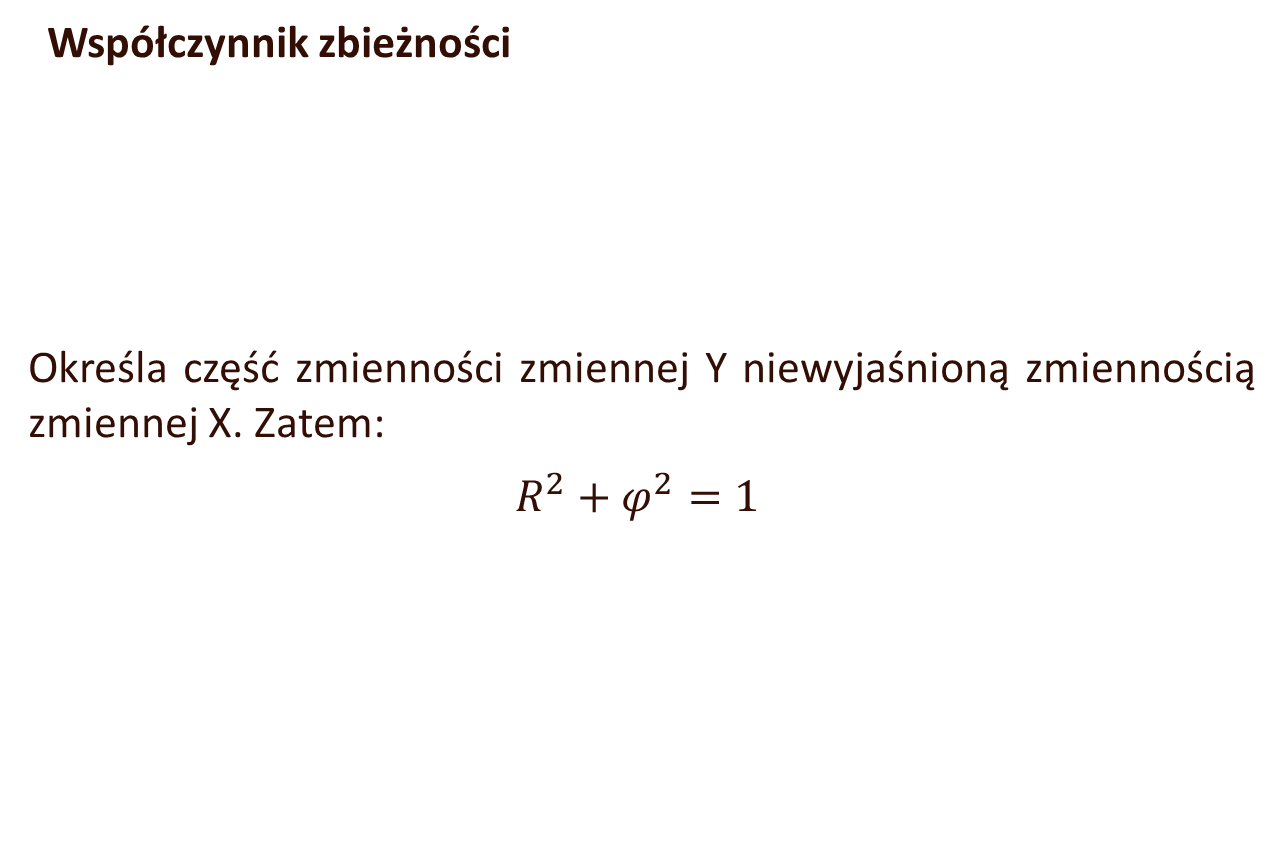 Współczynnik zbieżności
Określa część zmienności zmiennej Y niewyjaśnioną zmiennością
zmiennej X. Zatem:
𝑅² + 𝜑² = 1